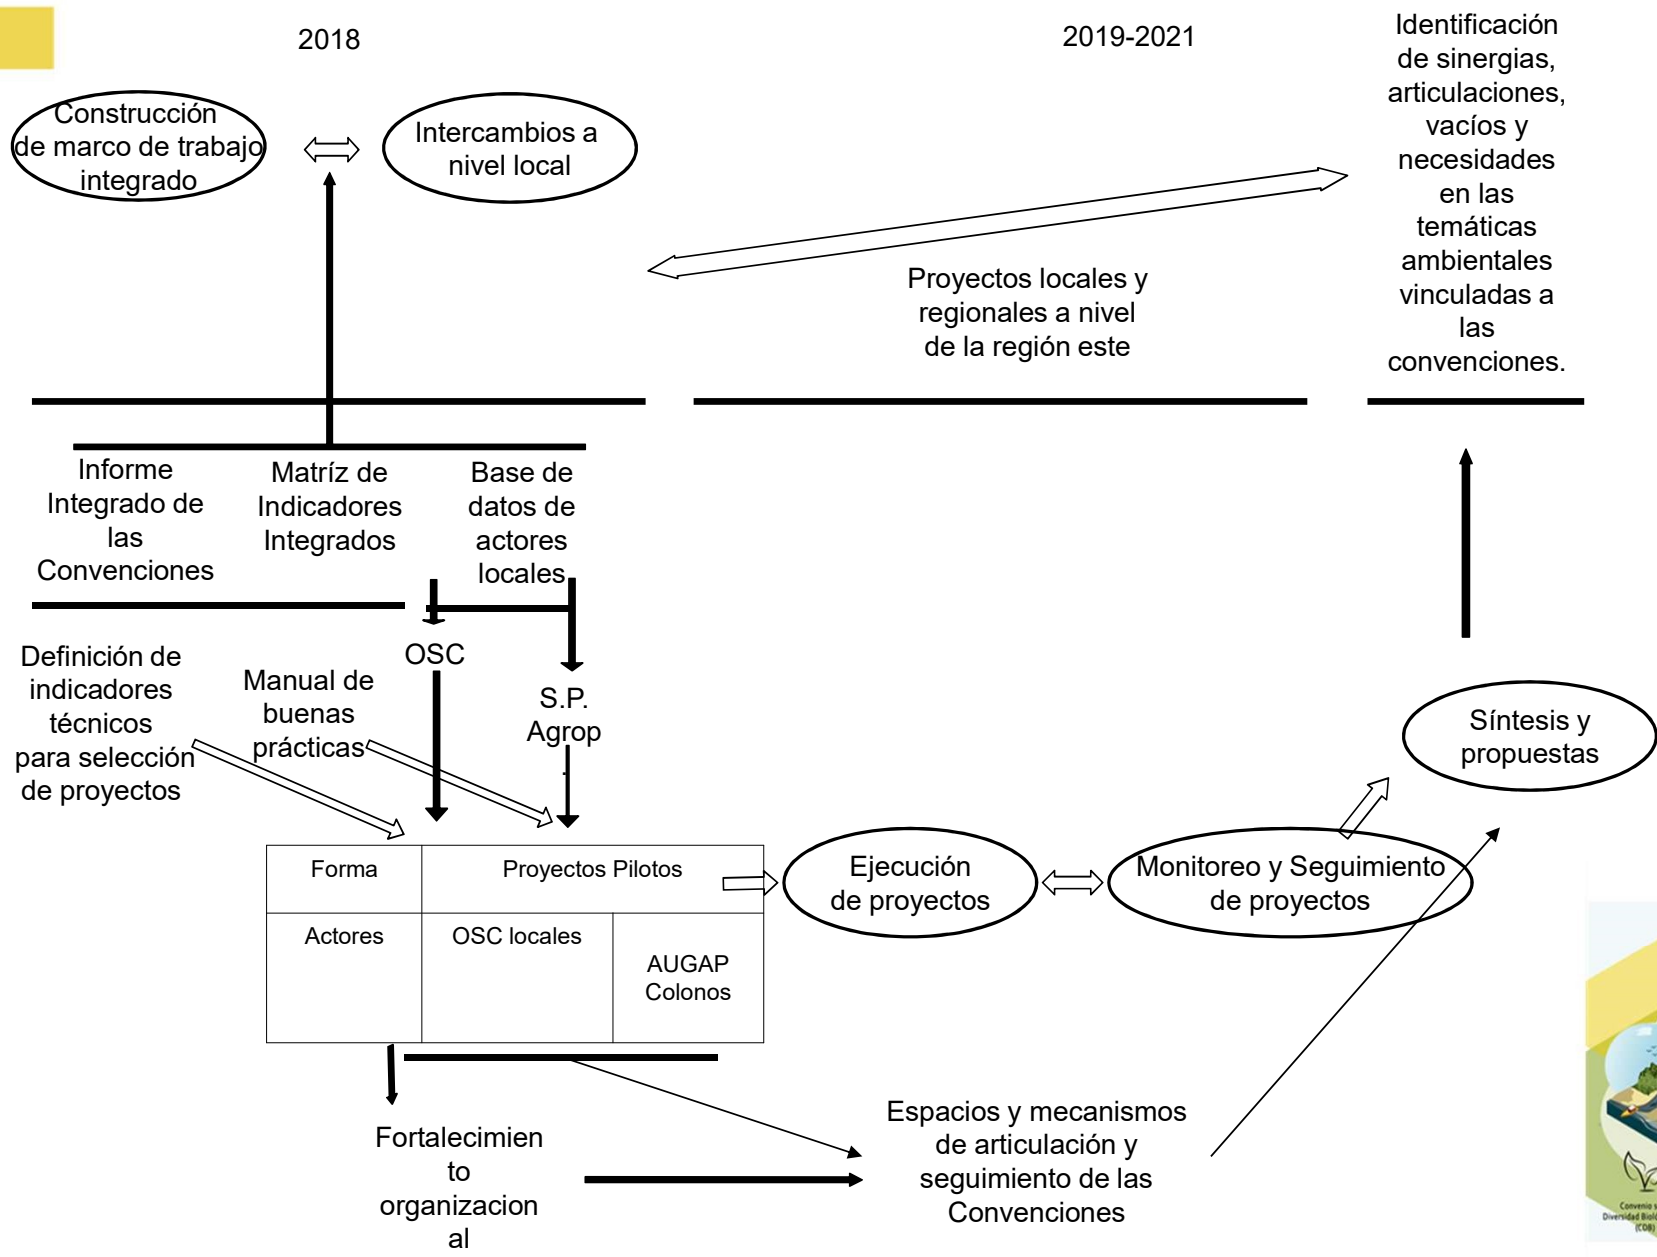 2018
2019-2021
Construcción
de marco de trabajo
integrado
Intercambios a
nivel local
Identificación
de sinergias,
articulaciones,
vacíos y
necesidades
en las
temáticas
ambientales
vinculadas a
las
convenciones.
Proyectos locales y
regionales a nivel
de la región este
Informe
Integrado de
las
Convenciones
Matríz de
Indicadores
Integrados
Base de
datos de
actores
locales
Definición de
indicadores
técnicos
para selección
de proyectos
Manual de
buenas
prácticas
OSC
S.P.
Agrop
.
Síntesis y
propuestas
Forma
Proyectos Pilotos
Actores
OSC locales
AUGAP
Colonos
Ejecución
de proyectos
Monitoreo y Seguimiento
de proyectos
Fortalecimien
to
organizacion
al
Espacios y mecanismos
de articulación y
seguimiento de las
Convenciones
Convenio s
Diversidad Bioló
(CDB)